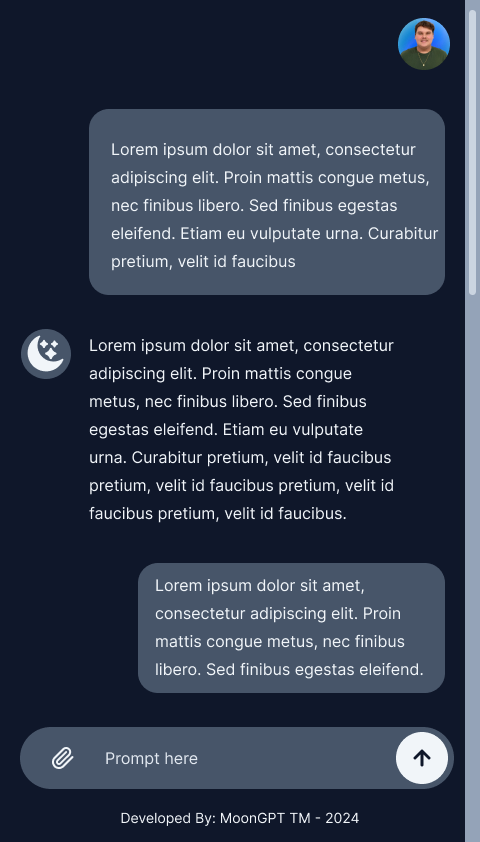 Lorem ipsum dolor sit amet, consectetur
adipiscing elit. Proin mattis congue metus,
nec finibus libero. Sed finibus egestas
eleifend. Etiam eu vulputate urna. Curabitur
pretium, velit id faucibus
Lorem ipsum dolor sit amet, consectetur
adipiscing elit. Proin mattis congue
metus, nec finibus libero. Sed finibus
egestas eleifend. Etiam eu vulputate
urna. Curabitur pretium, velit id faucibus
pretium, velit id faucibus pretium, velit id
faucibus pretium, velit id faucibus.
Lorem ipsum dolor sit amet,
consectetur adipiscing elit. Proin
mattis congue metus, nec finibus
libero. Sed finibus egestas eleifend.
Prompt here
Developed By: MoonGPT TM - 2024